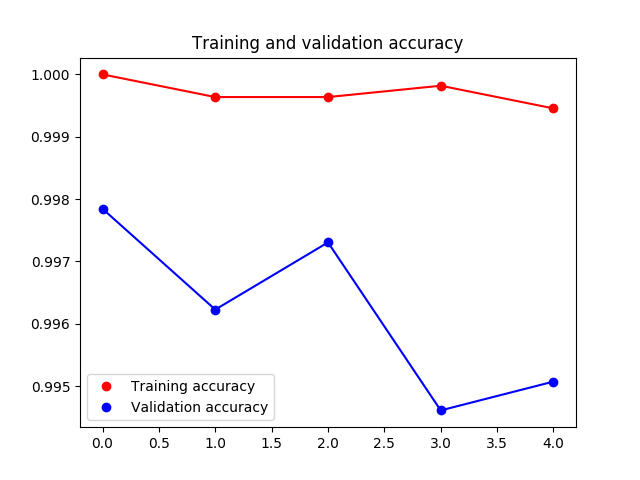 Training and validation accuracy
1.000
0.999
0.998
0.997
0.996
0.995
Training accuracy
Validation accuracy
0.0 0.5 1.0 1.5 2.0 2.5 3.0 3.5 4.0